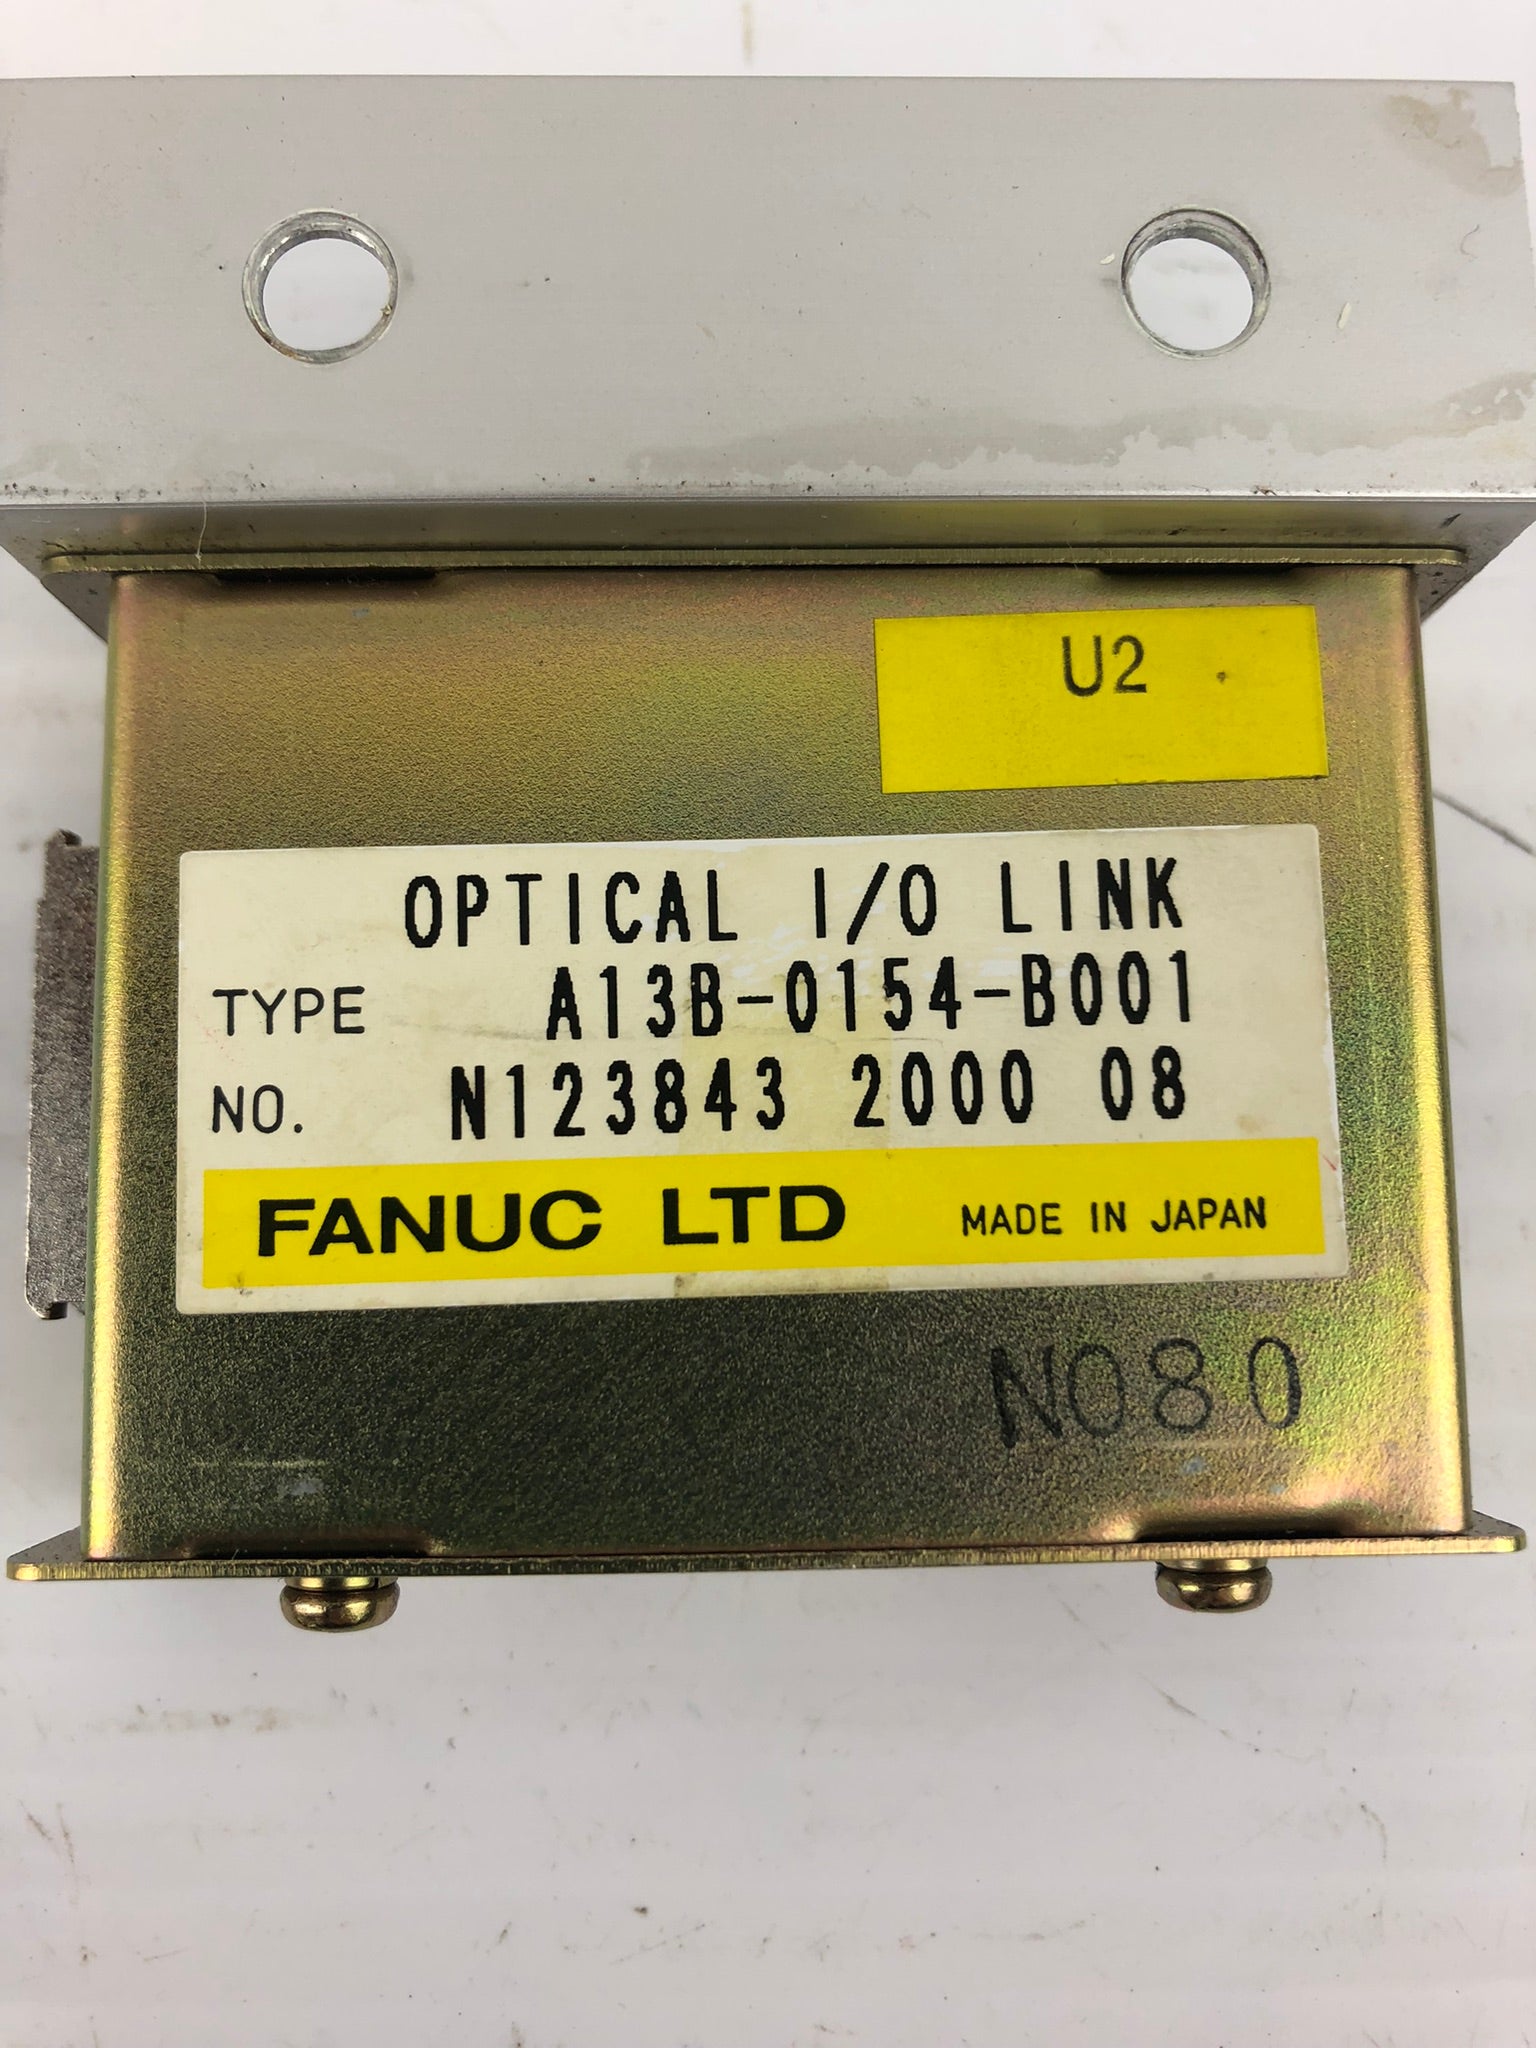 U2
OPTICAL I/O LINK
TYPE A13B-0154-B001
NO. N123843 2000 08
FANUC LTD MADE IN JAPAN
N080